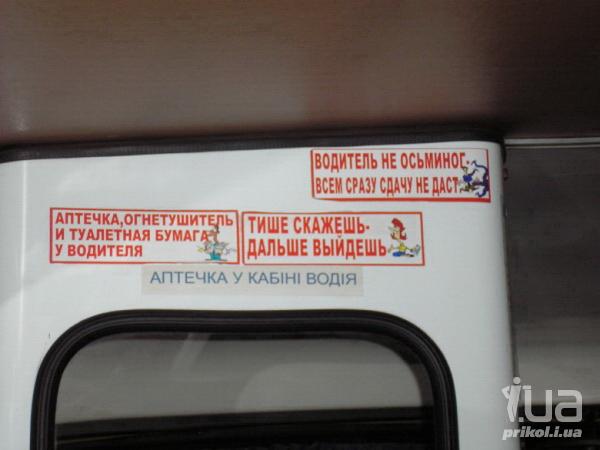 ВОДИТЕЛЬ НЕ ОСЬМИНОГ-
ВСЕМ СРАЗУ СДАЧУ НЕ ДАСТ
АПТЕЧКА,ОГНЕТУШИТЕЛЬ
И ТУАЛЕТНАЯ БУМАГА
У ВОДИТЕЛЯ
ТИШЕ СКАЖЕШЬ-
ДАЛЬШЕ ВЫЙДЕШЬ
АПТЕЧКА У КАБІНІ ВОДІЯ
i.ua
prikol.i.ua